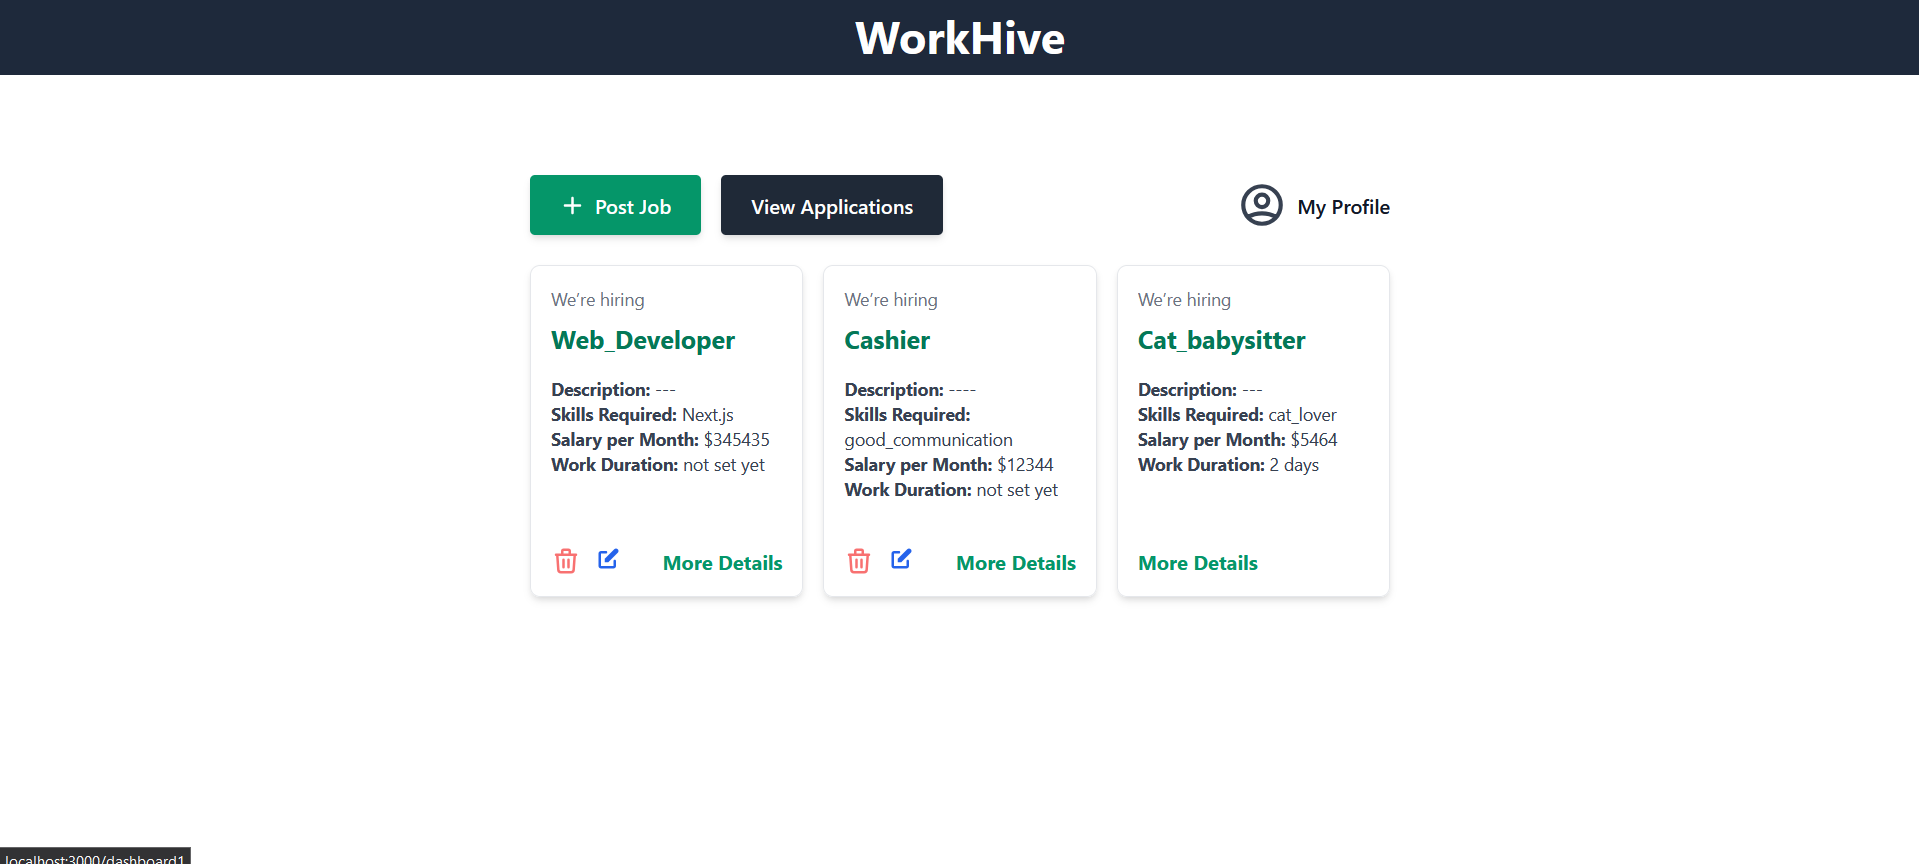 WorkHive
Post Job
View Applications
My Profile
We're hiring
Web_Developer
Description: ---
Skills Required: Next.js
Salary per Month: $345435
Work Duration: not set yet
More Details
We're hiring
Cashier
Description: ----
Skills Required:
good_communication
Salary per Month: $12344
Work Duration: not set yet
More Details
We're hiring
Cat_babysitter
Description: ---
Skills Required: cat_lover
Salary per Month: $5464
Work Duration: 2 days
More Details
localhost:3000/dashboard1